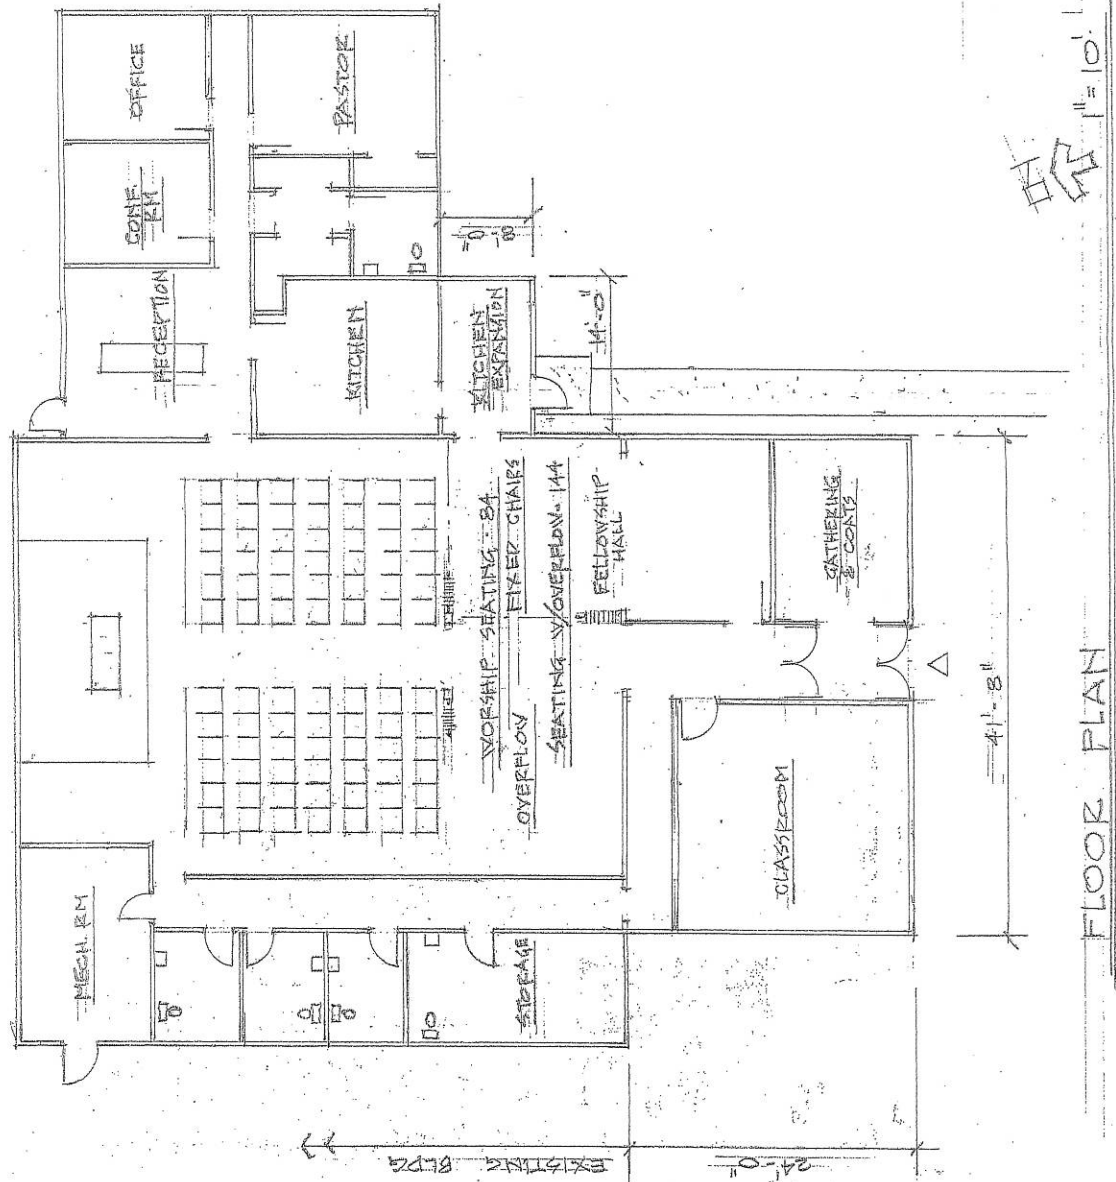 OFFICE
PASTOR
CONF.
RM
RECEPTION
KITCHEN
KITCHEN
EXPANSION
8'-0"
14'-0"
WORSHIP SEATING = 84
FIXED CHAIRS
OVERFLOW
SEATING W/OVERFLOW = 144
FELLOWSHIP
HALL
GATHERING
& COATS
CLASSROOM
MECH. RM
STORAGE
41'-8"
24'-0"
EXISTING BLDG
FLOOR PLAN
1" = 10'